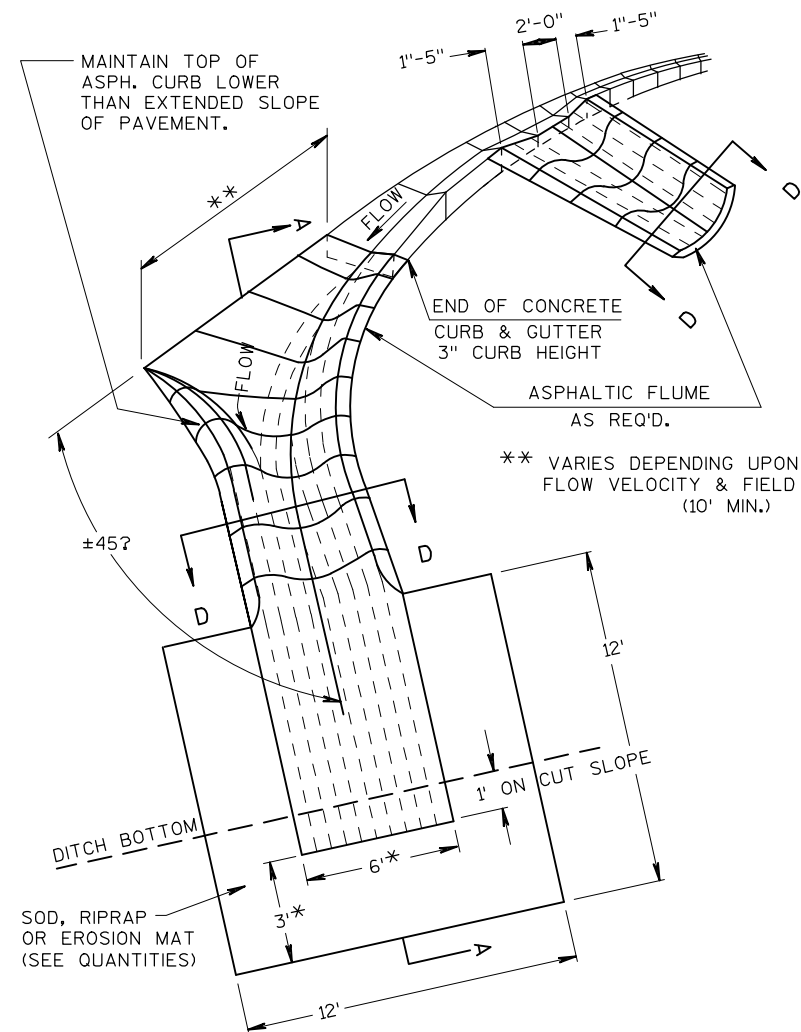 2'-0"
1"-5"
1"-5"
MAINTAIN TOP OF
ASPH. CURB LOWER
THAN EXTENDED SLOPE
OF PAVEMENT.
**
A
FLOW
D
D
END OF CONCRETE
CURB & GUTTER
3" CURB HEIGHT
FLOW
ASPHALTIC FLUME
AS REQ'D.
** VARIES DEPENDING UPON
FLOW VELOCITY & FIELD
(10' MIN.)
±45?
D
D
12'
1' ON CUT SLOPE
DITCH BOTTOM
6'*
3'*
SOD, RIPRAP
OR EROSION MAT
(SEE QUANTITIES)
A
12'